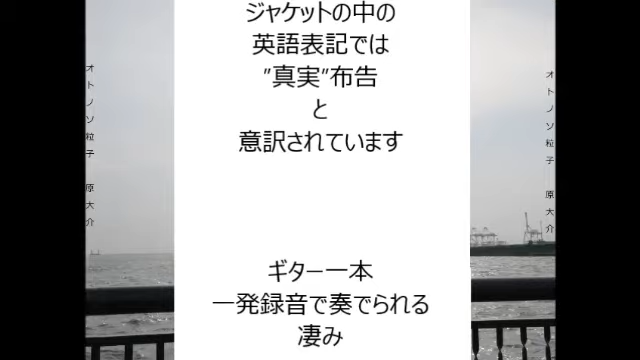 ジャケットの中の
英語表記では
”真実”布告
と
意訳されています
ギター一本
一発録音で奏でられる
凄み
オトノソ粒子 原大介
オトノソ粒子 原大介